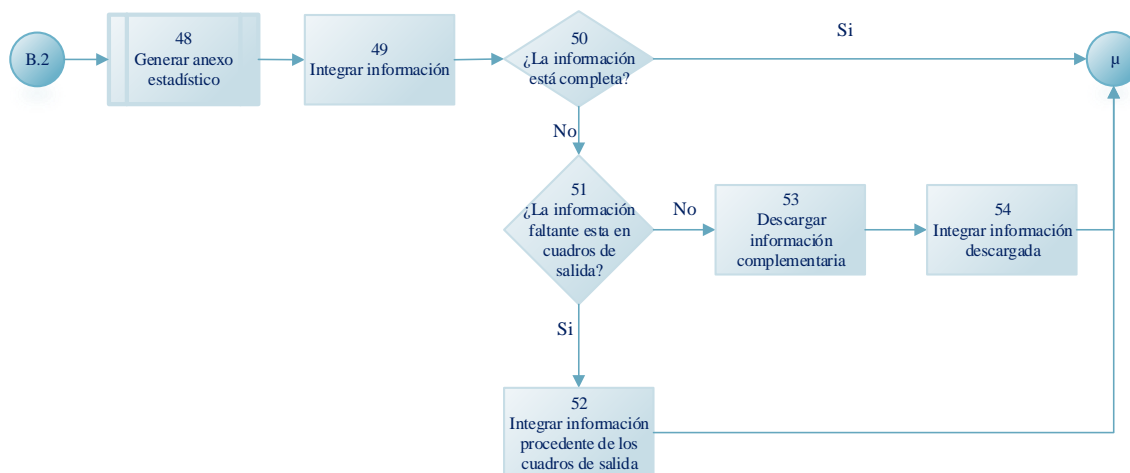 B.2
48
Generar anexo
estadístico
49
Integrar información
50
¿La información
está completa?
Si
μ
No
51
¿La información
faltante esta en
cuadros de
salida?
No
53
Descargar
información
complementaria
54
Integrar información
descargada
Si
52
Integrar información
procedente de los
cuadros de salida